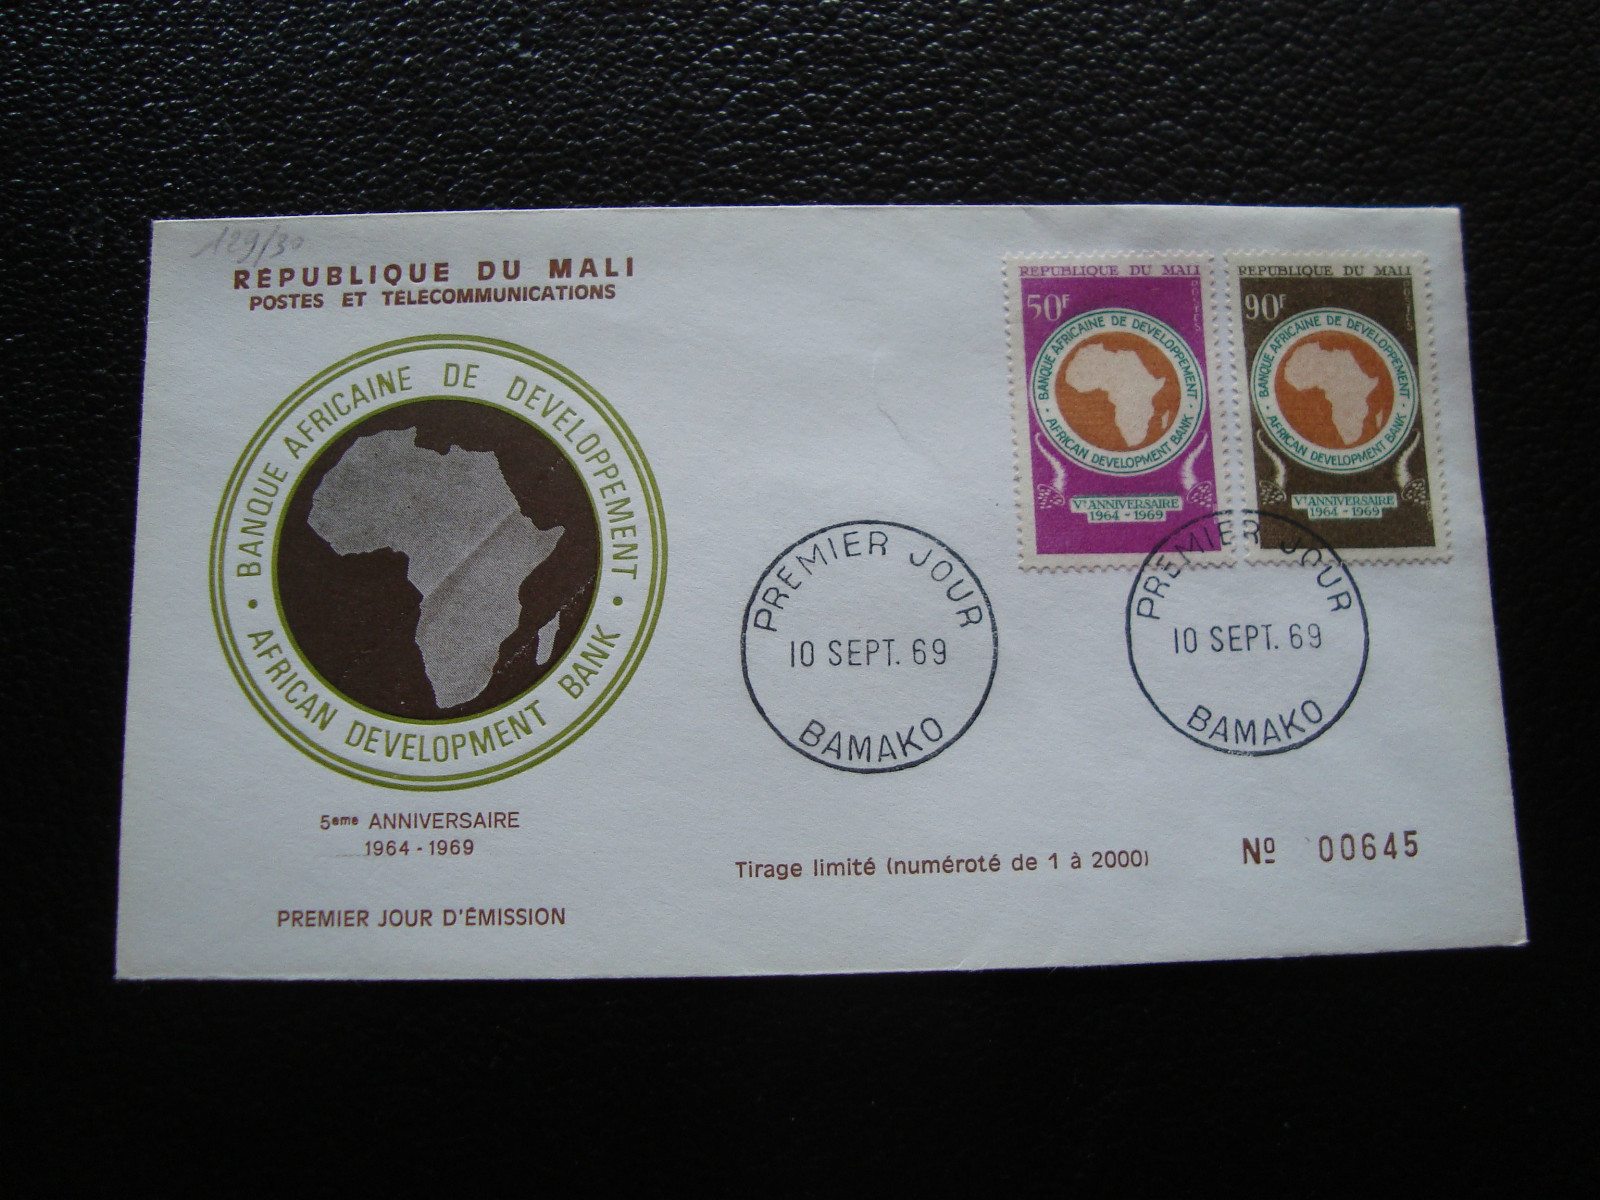 129/30
RÉPUBLIQUE DU MALI
POSTES ET TÉLÉCOMMUNICATIONS
BANQUE AFRICAINE DE DEVELOPPEMENT
AFRICAN DEVELOPMENT BANK
5eme ANNIVERSAIRE
1964 - 1969
PREMIER JOUR D'ÉMISSION
REPUBLIQUE DU MALI
50F
POSTES
BANQUE AFRICAINE DE DEVELOPPEMENT
AFRICAN DEVELOPMENT BANK
Ve ANNIVERSAIRE
1964 - 1969
REPUBLIQUE DU MALI
90F
POSTES
BANQUE AFRICAINE DE DEVELOPPEMENT
AFRICAN DEVELOPMENT BANK
Ve ANNIVERSAIRE
1964 - 1969
PREMIER JOUR
10 SEPT. 69
BAMAKO
PREMIER JOUR
10 SEPT. 69
BAMAKO
Tirage limité (numéroté de 1 à 2000)
Nº 00645